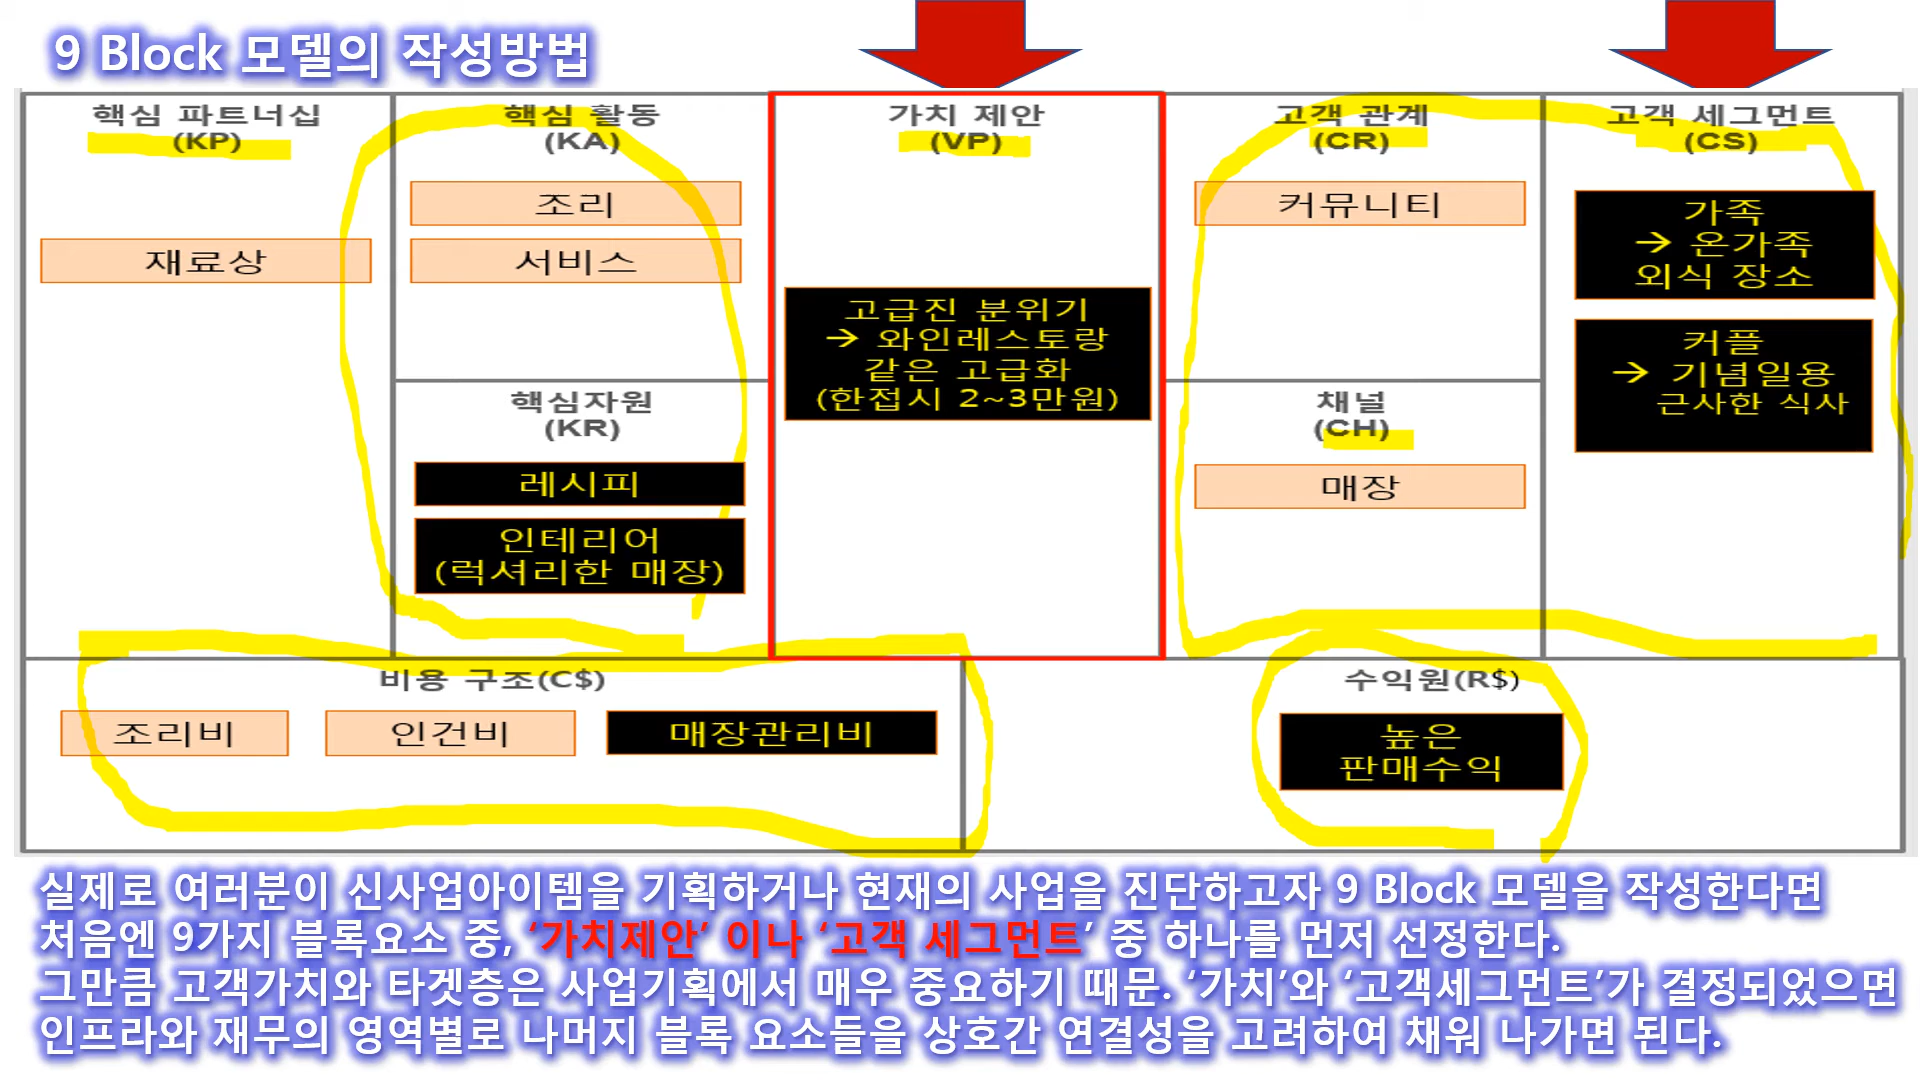 9 Block 모델의 작성방법
핵심 파트너십
(KP)
재료상
핵심 활동
(KA)
조리
서비스
핵심자원
(KR)
레시피
인테리어
(럭셔리한 매장)
가치 제안
(VP)
고급진 분위기
→ 와인레스토랑
같은 고급화
(한접시 2~3만원)
고객 관계
(CR)
커뮤니티
채널
(CH)
매장
고객 세그먼트
(CS)
가족
→ 온가족
외식 장소
커플
→ 기념일용
근사한 식사
비용 구조(C$)
조리비
인건비
매장관리비
수익원(R$)
높은
판매수익
실제로 여러분이 신사업아이템을 기획하거나 현재의 사업을 진단하고자 9 Block 모델을 작성한다면
처음엔 9가지 블록요소 중, ‘가치제안’ 이나 ‘고객 세그먼트’ 중 하나를 먼저 선정한다.
그만큼 고객가치와 타겟층은 사업기획에서 매우 중요하기 때문. ‘가치’와 ‘고객세그먼트’가 결정되었으면
인프라와 재무의 영역별로 나머지 블록 요소들을 상호간 연결성을 고려하여 채워 나가면 된다.